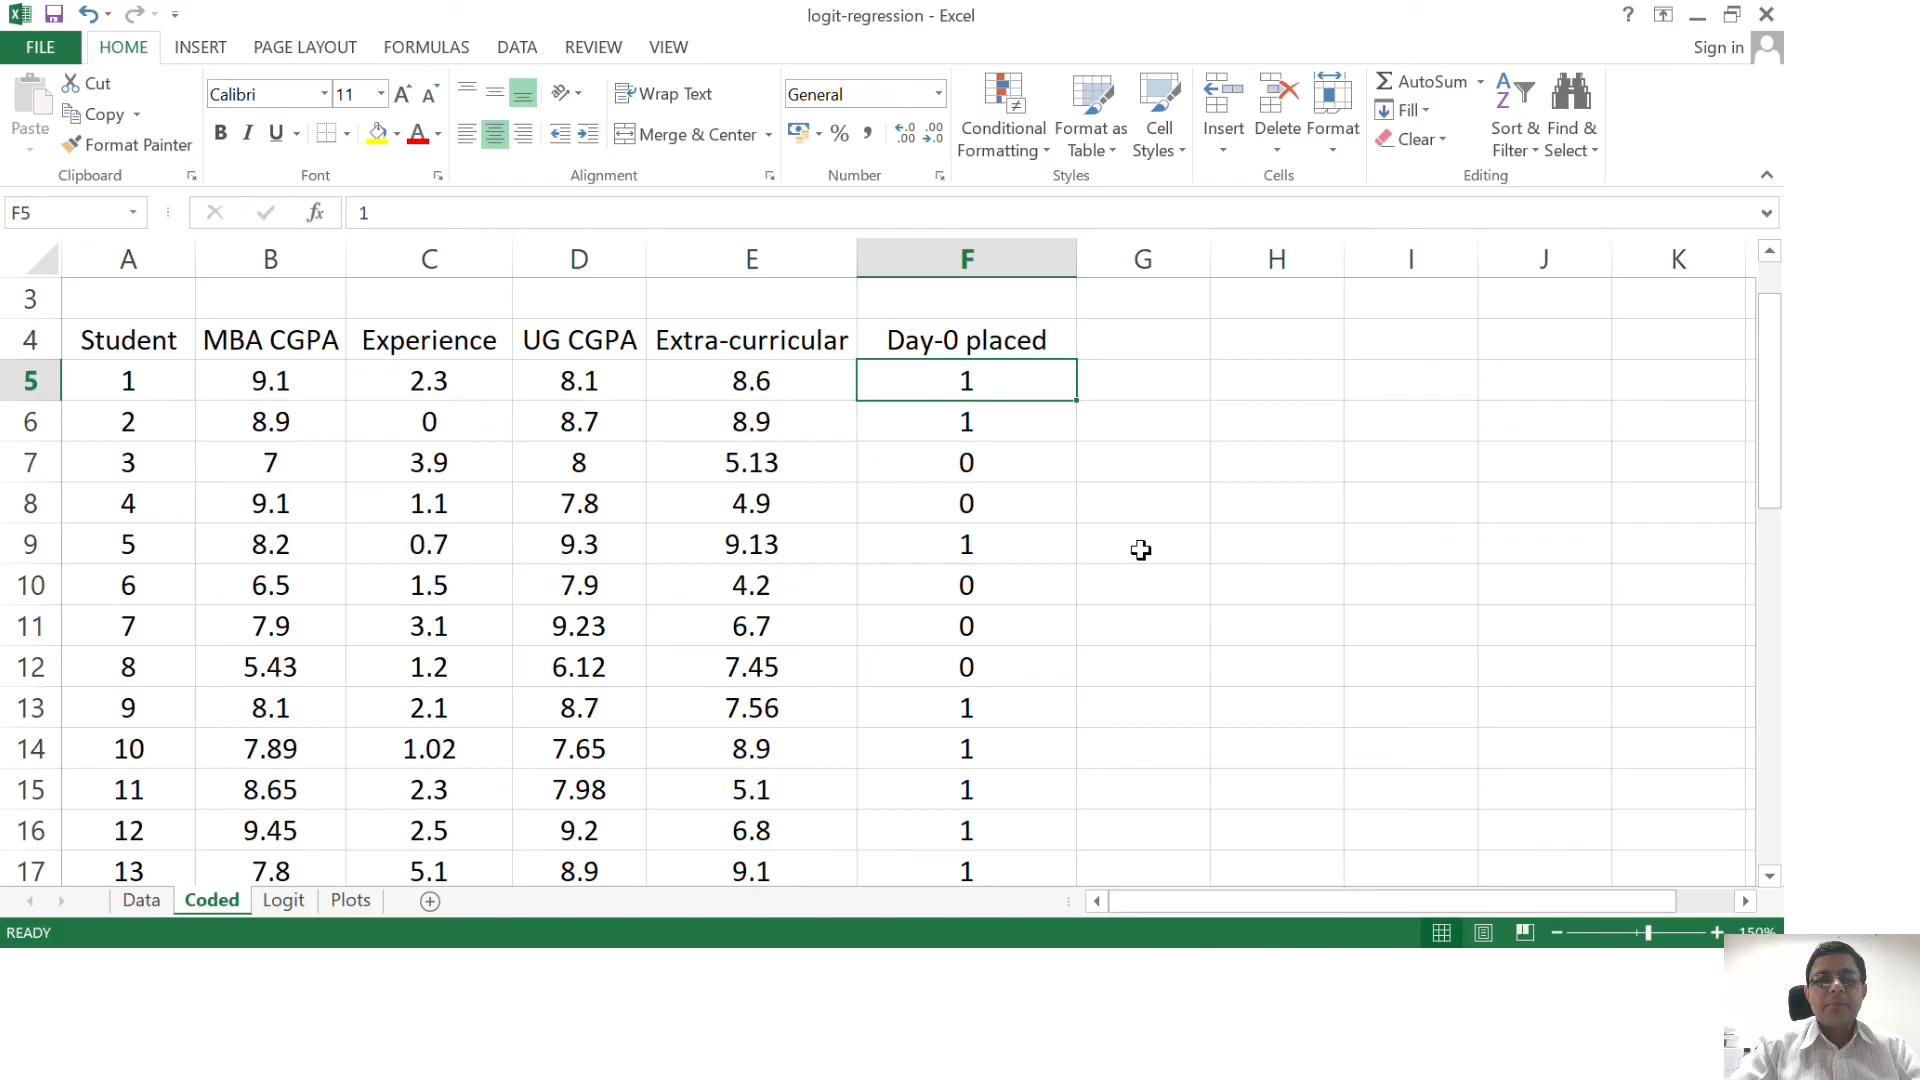 logit-regression - Excel
?
FILE HOME INSERT PAGE LAYOUT FORMULAS DATA REVIEW VIEW Sign in
Paste
Cut
Copy
Format Painter
Clipboard
Calibri 11
B I U
Font
Wrap Text
Merge & Center
Alignment
General
% , .00 .00
Number
Conditional Formatting
Format as Table
Cell Styles
Styles
Insert Delete Format
Cells
AutoSum
Fill
Clear
Sort & Filter
Find & Select
Editing
F5 fx 1
A B C D E F G H I J K
3
4 Student MBA CGPA Experience UG CGPA Extra-curricular Day-0 placed
5 1 9.1 2.3 8.1 8.6 1
6 2 8.9 0 8.7 8.9 1
7 3 7 3.9 8 5.13 0
8 4 9.1 1.1 7.8 4.9 0
9 5 8.2 0.7 9.3 9.13 1
10 6 6.5 1.5 7.9 4.2 0
11 7 7.9 3.1 9.23 6.7 0
12 8 5.43 1.2 6.12 7.45 0
13 9 8.1 2.1 8.7 7.56 1
14 10 7.89 1.02 7.65 8.9 1
15 11 8.65 2.3 7.98 5.1 1
16 12 9.45 2.5 9.2 6.8 1
17 13 7.8 5.1 8.9 9.1 1
Data Coded Logit Plots
READY 150%